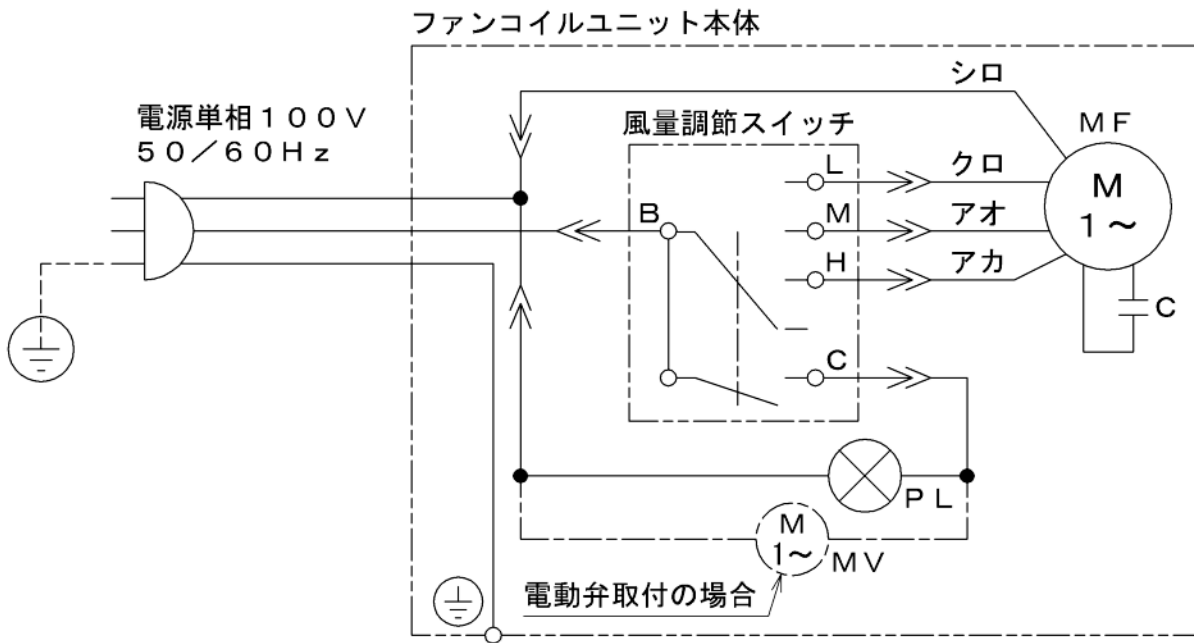 ファンコイルユニット本体
電源単相１００Ｖ
５０／６０Ｈｚ
シロ
風量調節スイッチ
ＭＦ
L
クロ
M
1～
B
M
アオ
H
アカ
C
C
ＰＬ
M
1～
ＭＶ
電動弁取付の場合